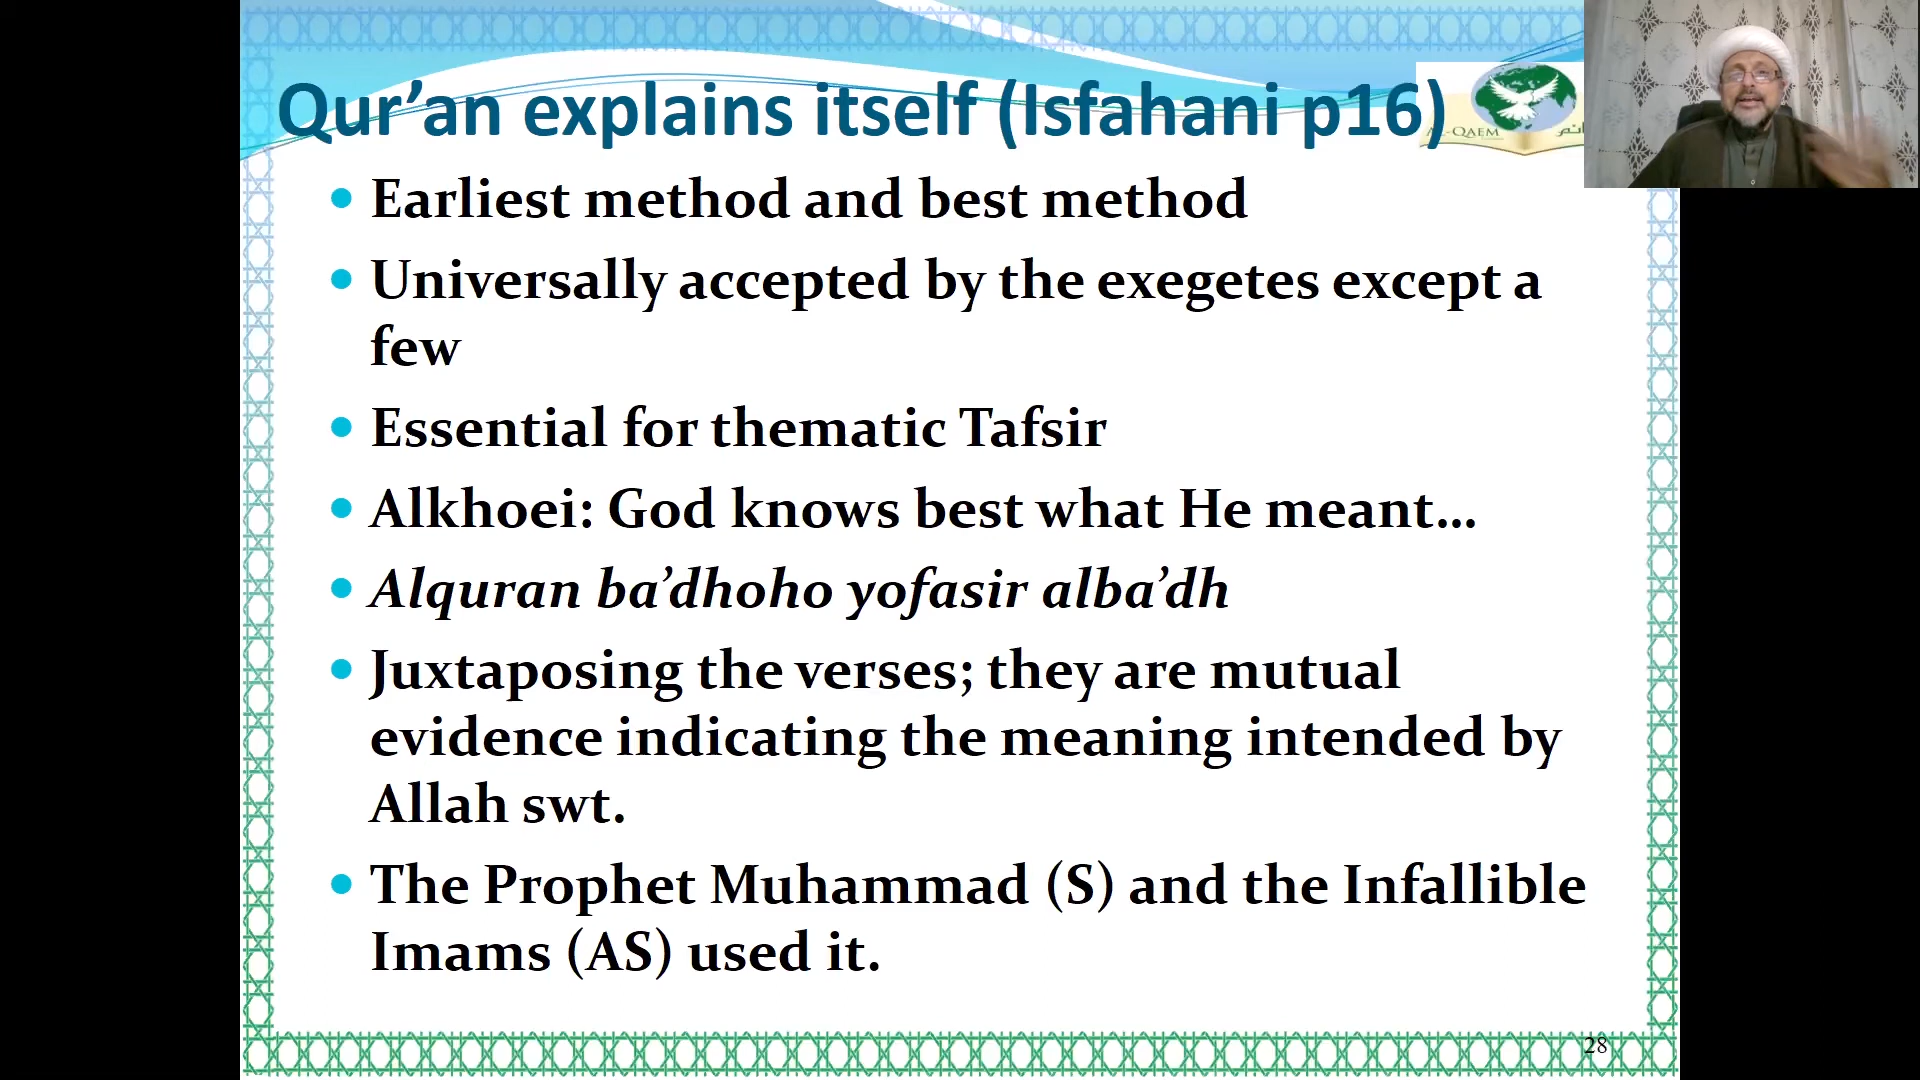 Qur’an explains itself (Isfahani p16)
AL-QAEM
Earliest method and best method
Universally accepted by the exegetes except a
few
Essential for thematic Tafsir
Alkhoei: God knows best what He meant…
Alquran ba’dhoho yofasir alba’dh
Juxtaposing the verses; they are mutual
evidence indicating the meaning intended by
Allah swt.
The Prophet Muhammad (S) and the Infallible
Imams (AS) used it.
28